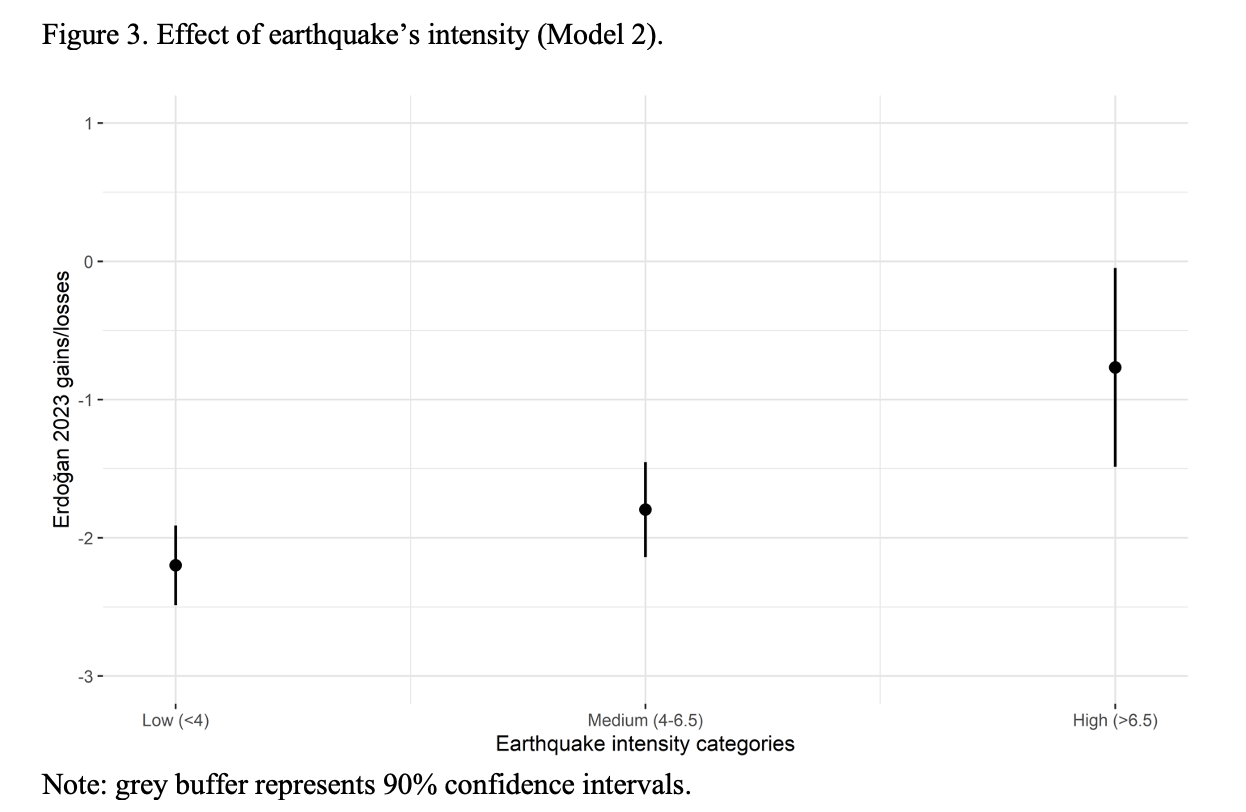 Figure 3. Effect of earthquake’s intensity (Model 2).
1
0
-1
-2
-3
Erdoğan 2023 gains/losses
Low (<4)
Medium (4-6.5)
High (>6.5)
Earthquake intensity categories
Note: grey buffer represents 90% confidence intervals.